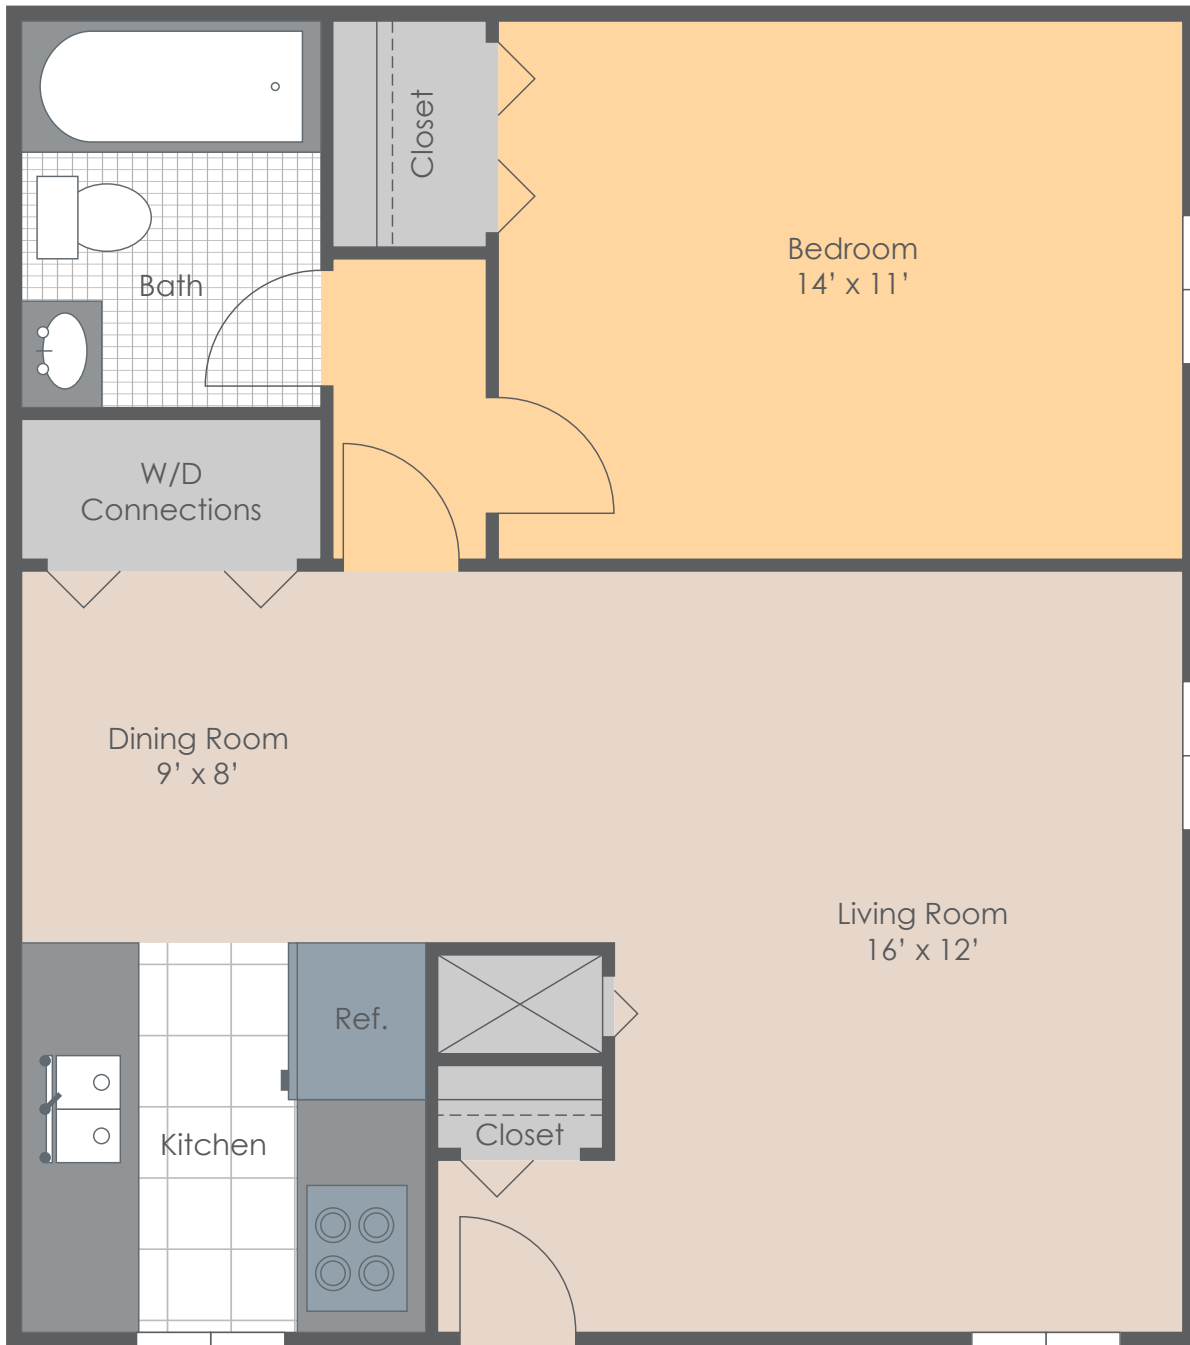 Closet
Bedroom
14’ x 11’
Bath
W/D
Connections
Dining Room
9’ x 8’
Living Room
16’ x 12’
Ref.
Closet
Kitchen